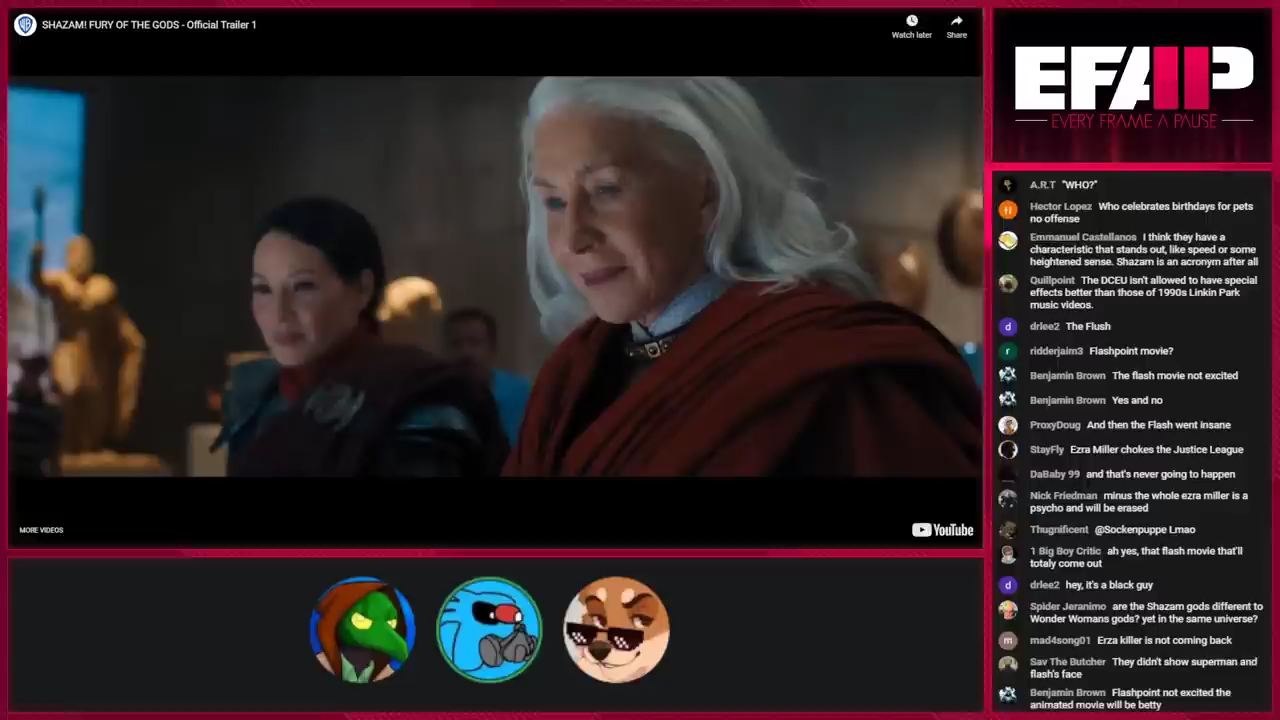 SHAZAM! FURY OF THE GODS - Official Trailer 1
Watch later
Share
MORE VIDEOS
YouTube
EFAP
EVERY FRAME A PAUSE
A.R.T "WHO?"
Hector Lopez Who celebrates birthdays for pets
no offense
Emmanuel Castellanos I think they have a
characteristic that stands out, like speed or some
heightened sense. Shazam is an acronym after all
Quillpoint The DCEU isn't allowed to have special
effects better than those of 1990s Linkin Park
music videos.
d
drlee2 The Flush
r
ridderjaim3 Flashpoint movie?
Benjamin Brown The flash movie not excited
Benjamin Brown Yes and no
ProxyDoug And then the Flash went insane
StayFly Ezra Miller chokes the Justice League
DaBaby 99 and that's never going to happen
Nick Friedman minus the whole ezra miller is a
psycho and will be erased
Thugnificent @Sockenpuppe Lmao
1 Big Boy Critic ah yes, that flash movie that'll
totaly come out
d
drlee2 hey, it's a black guy
Spider Jeranimo are the Shazam gods different to
Wonder Womans gods? yet in the same universe?
m
mad4song01 Erza killer is not coming back
Sav The Butcher They didn't show superman and
flash's face
Benjamin Brown Flashpoint not excited the
animated movie will be betty